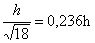 h/√18 = 0,236h